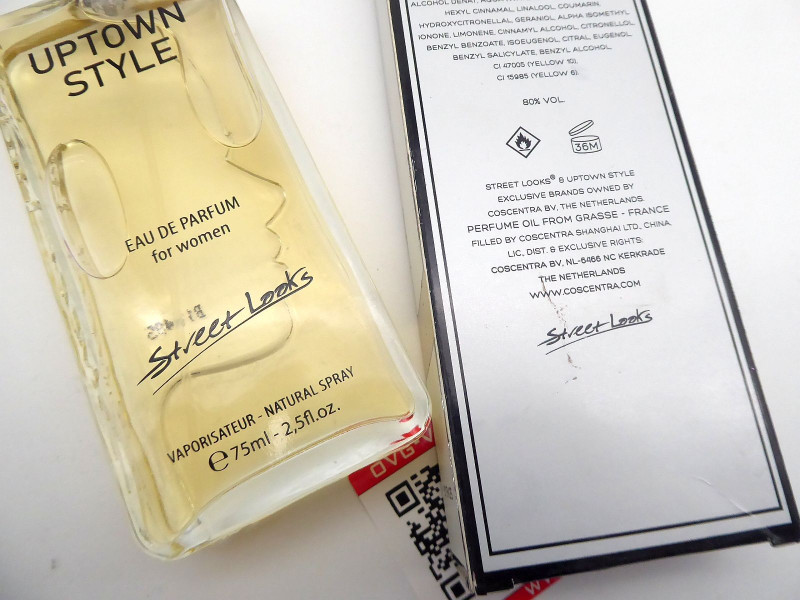 UPTOWN
STYLE
EAU DE PARFUM
for women
Street Looks
VAPORISATEUR - NATURAL SPRAY
℮ 75ml - 2,5fl.oz.
OVG-V
HEXYL CINNAMAL, LINALOOL, COUMARIN,
HYDROXYCITRONELLAL, GERANIOL, ALPHA ISOMETHYL
IONONE, LIMONENE, CINNAMYL ALCOHOL, CITRONELLOL
BENZYL BENZOATE, ISOEUGENOL, CITRAL, EUGENOL
BENZYL SALICYLATE, BENZYL ALCOHOL,
CI 47005 (YELLOW 10),
CI 15985 (YELLOW 6).
80% VOL.
36M
STREET LOOKS® & UPTOWN STYLE
EXCLUSIVE BRANDS OWNED BY
COSCENTRA BV, THE NETHERLANDS.
PERFUME OIL FROM GRASSE - FRANCE
FILLED BY COSCENTRA SHANGHAI LTD., CHINA.
LIC, DIST. & EXCLUSIVE RIGHTS:
COSCENTRA BV, NL-6466 NC KERKRADE
THE NETHERLANDS
WWW.COSCENTRA.COM
Street Looks